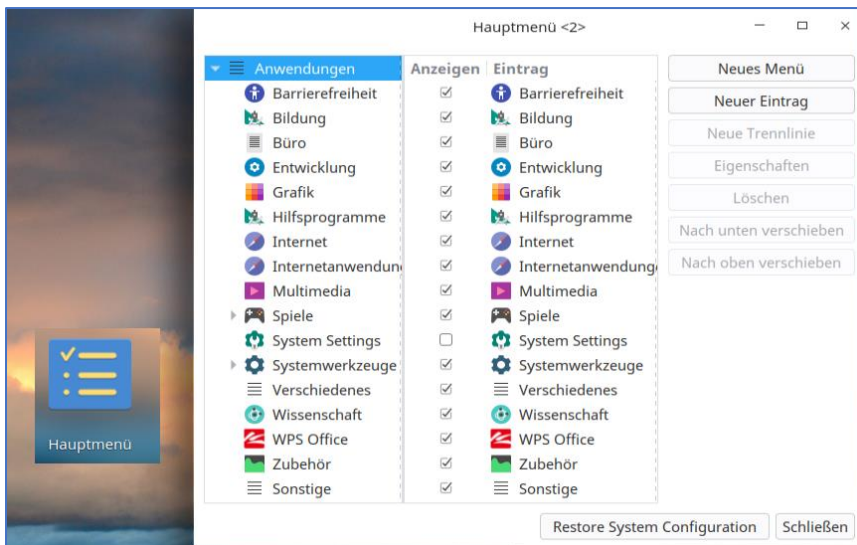 Hauptmenü <2>
Anwendungen
Anzeigen Eintrag
Neues Menü
Barrierefreiheit
Barrierefreiheit
Neuer Eintrag
Bildung
Bildung
Neue Trennlinie
Büro
Büro
Eigenschaften
Entwicklung
Entwicklung
Löschen
Grafik
Grafik
Nach unten verschieben
Hilfsprogramme
Hilfsprogramme
Nach oben verschieben
Internet
Internet
Internetanwendun
Internetanwendung
Multimedia
Multimedia
Spiele
Spiele
System Settings
System Settings
Systemwerkzeuge
Systemwerkzeuge
Verschiedenes
Verschiedenes
Wissenschaft
Wissenschaft
WPS Office
WPS Office
Zubehör
Zubehör
Sonstige
Sonstige
Hauptmenü
Restore System Configuration
Schließen